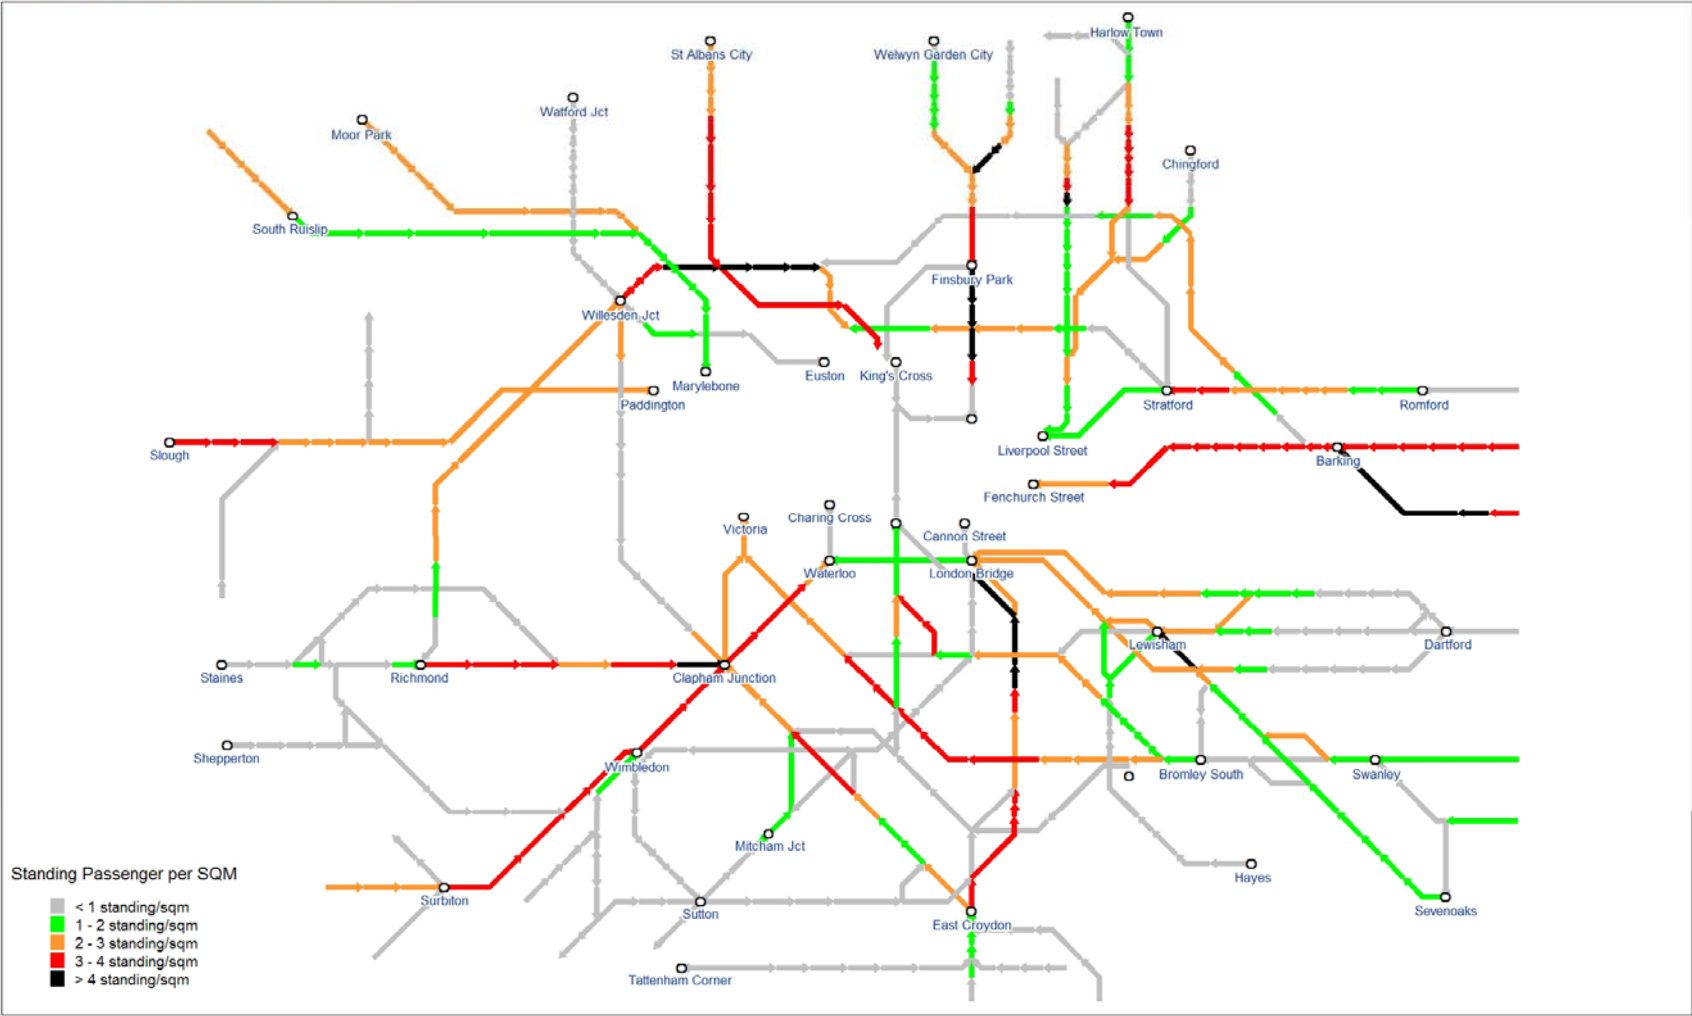 Harlow Town
St Albans City
Welwyn Garden City
Watford Jct
Moor Park
Chingford
South Ruislip
Finsbury Park
Willesden Jct
Marylebone
Euston
King's Cross
Paddington
Stratford
Romford
Slough
Liverpool Street
Barking
Fenchurch Street
Charing Cross
Victoria
Cannon Street
Waterloo
London Bridge
Lewisham
Dartford
Staines
Richmond
Clapham Junction
Shepperton
Wimbledon
Bromley South
Swanley
Mitcham Jct
Hayes
Standing Passenger per SQM
Surbiton
Sutton
Sevenoaks
< 1 standing/sqm
1 - 2 standing/sqm
East Croydon
2 - 3 standing/sqm
3 - 4 standing/sqm
> 4 standing/sqm
Tattenham Corner